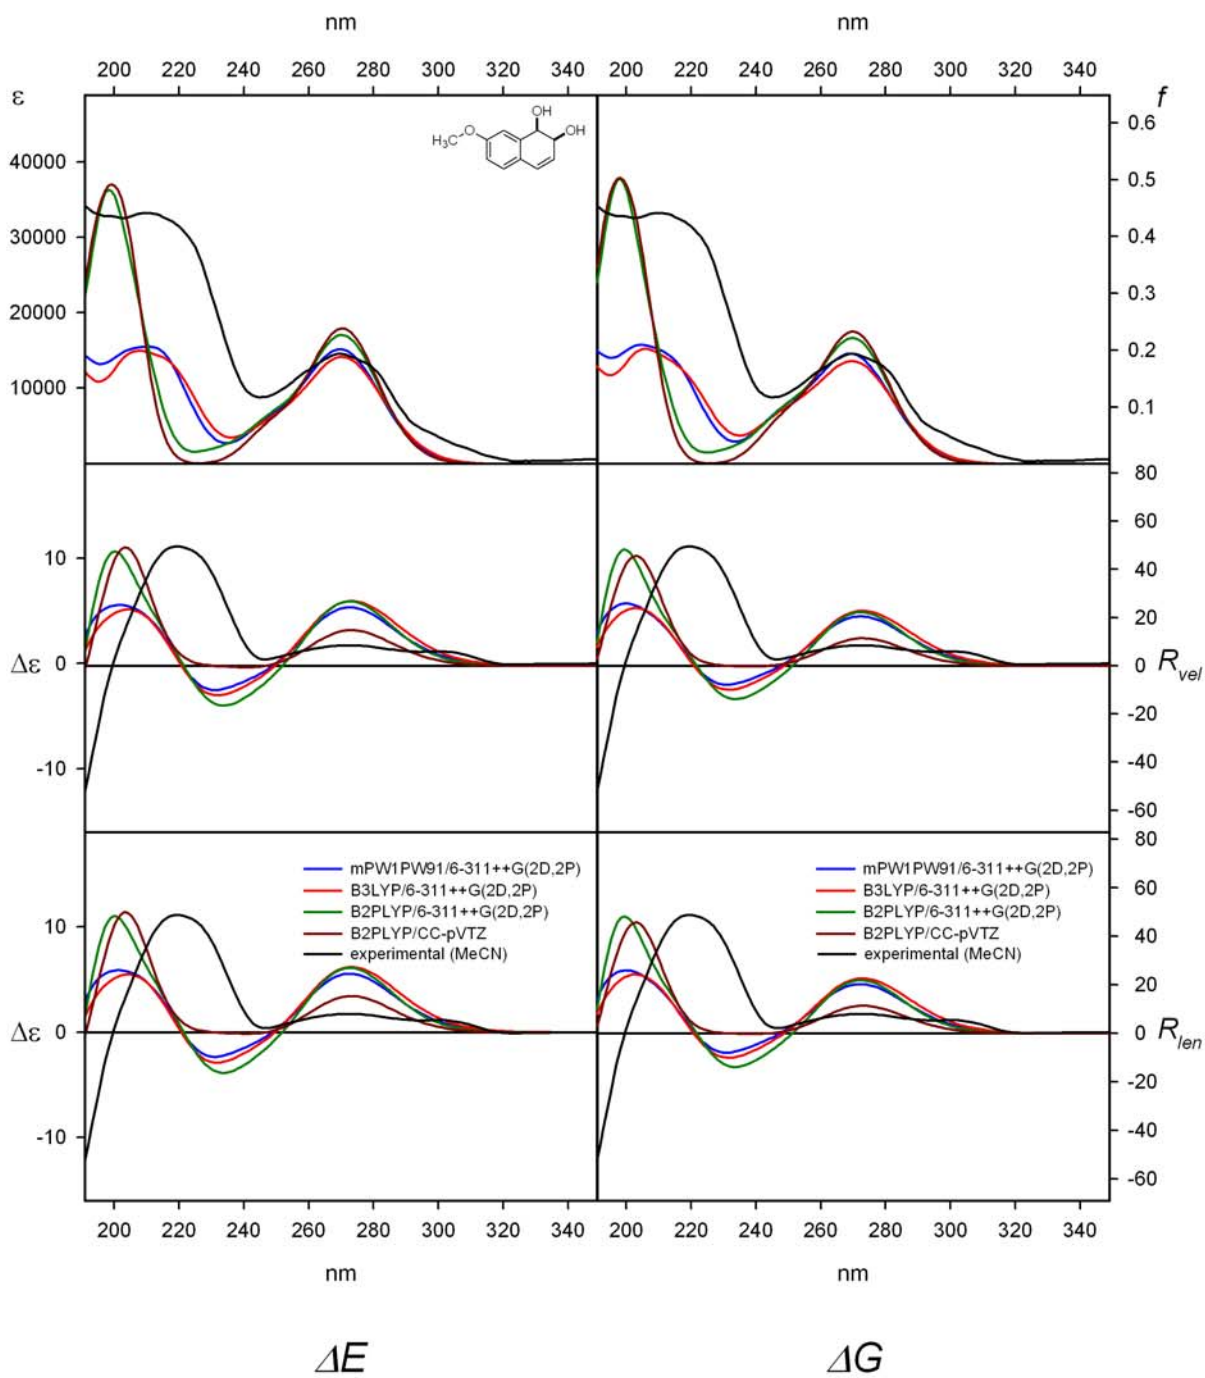 nm nm
200 220 240 260 280 300 320 340 200 220 240 260 280 300 320 340
ε f
OH
OH
O
H₃C
0.6
40000
0.5
30000
0.4
0.3
20000
0.2
10000
0.1
80
60
10
40
20
Δε 0 0 R_vel
-20
-10
-40
-60
80
mPW1PW91/6-311++G(2D,2P) mPW1PW91/6-311++G(2D,2P)
B3LYP/6-311++G(2D,2P) B3LYP/6-311++G(2D,2P)
60
B2PLYP/6-311++G(2D,2P) B2PLYP/6-311++G(2D,2P)
10
B2PLYP/CC-pVTZ B2PLYP/CC-pVTZ
40
experimental (MeCN) experimental (MeCN)
20
Δε 0 0 R_len
-20
-10
-40
-60
200 220 240 260 280 300 320 340 200 220 240 260 280 300 320 340
nm nm
ΔE ΔG